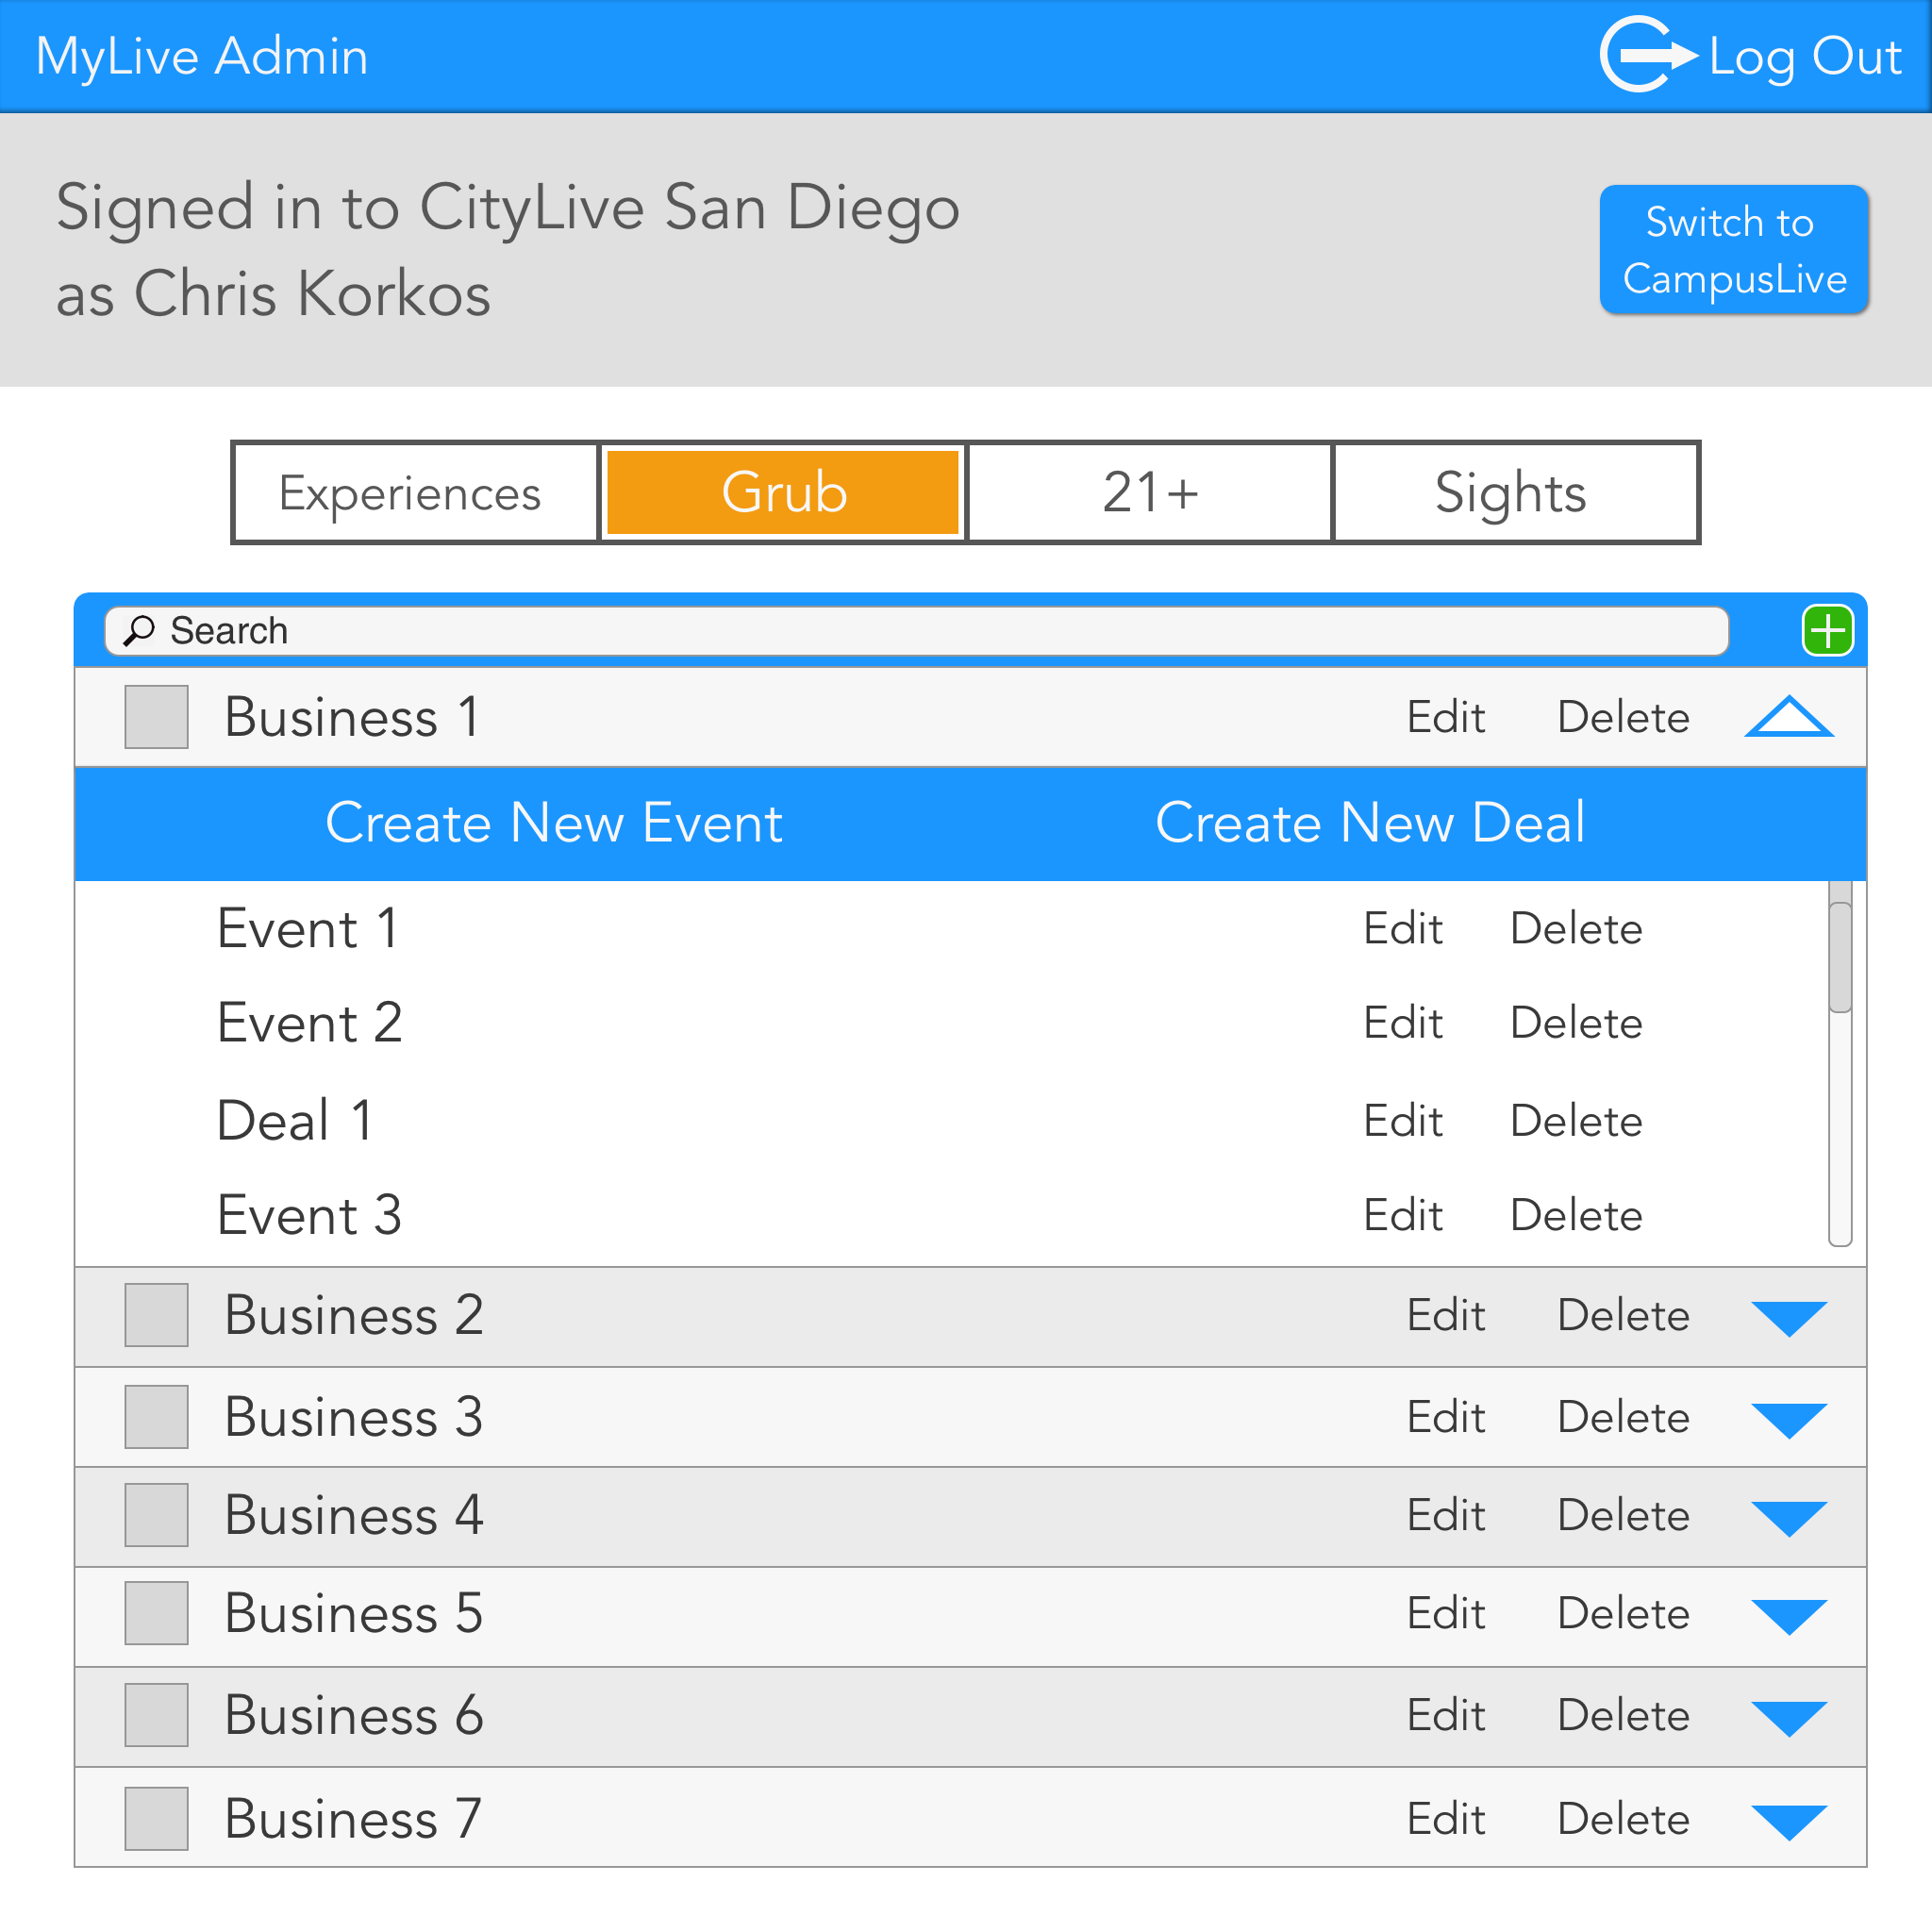 MyLive Admin Log Out
Signed in to CityLive San Diego
as Chris Korkos
Switch to
CampusLive
Experiences Grub 21+ Sights
Search
Business 1 Edit Delete
Create New Event Create New Deal
Event 1 Edit Delete
Event 2 Edit Delete
Deal 1 Edit Delete
Event 3 Edit Delete
Business 2 Edit Delete
Business 3 Edit Delete
Business 4 Edit Delete
Business 5 Edit Delete
Business 6 Edit Delete
Business 7 Edit Delete